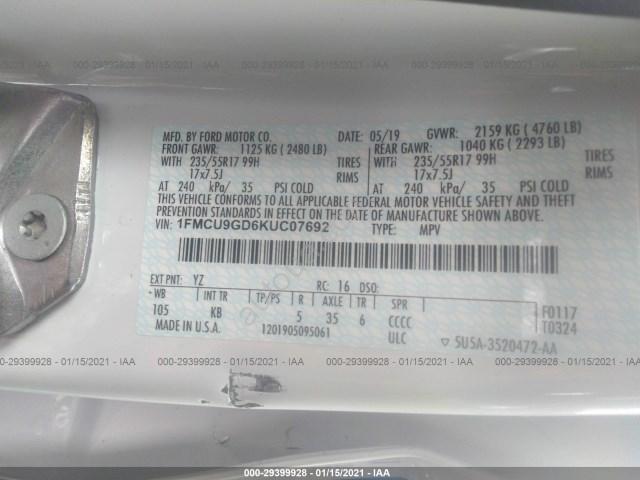 000-29399928 - 01/15/2021 - IAA 000-29399928 - 01/15/2021 - IAA 000-29399928 - 01/15/2021 - IAA
MFD. BY FORD MOTOR CO. DATE: 05/19 GVWR: 2159 KG ( 4760 LB)
FRONT GAWR: 1125 KG ( 2480 LB) REAR GAWR: 1040 KG ( 2293 LB)
WITH 235/55R17 99H TIRES WITH 235/55R17 99H TIRES
17x7.5J RIMS 17x7.5J RIMS
AT 240 kPa/ 35 PSI COLD AT 240 kPa/ 35 PSI COLD
THIS VEHICLE CONFORMS TO ALL APPLICABLE FEDERAL MOTOR VEHICLE SAFETY AND THEFT
PREVENTION STANDARDS IN EFFECT ON THE DATE OF MANUFACTURE SHOWN ABOVE.
VIN: 1FMCU9GD6KUC07692 TYPE: MPV
EXT PNT: YZ RC: 16 DSO:
WB INT TR TP/PS R AXLE TR SPR
105 KB 5 35 6 CCCC F0117
MADE IN U.S.A. 1201905095061 ULC T0324
5U5A-3520472-AA
000-29399928 - 01/15/2021 - IAA